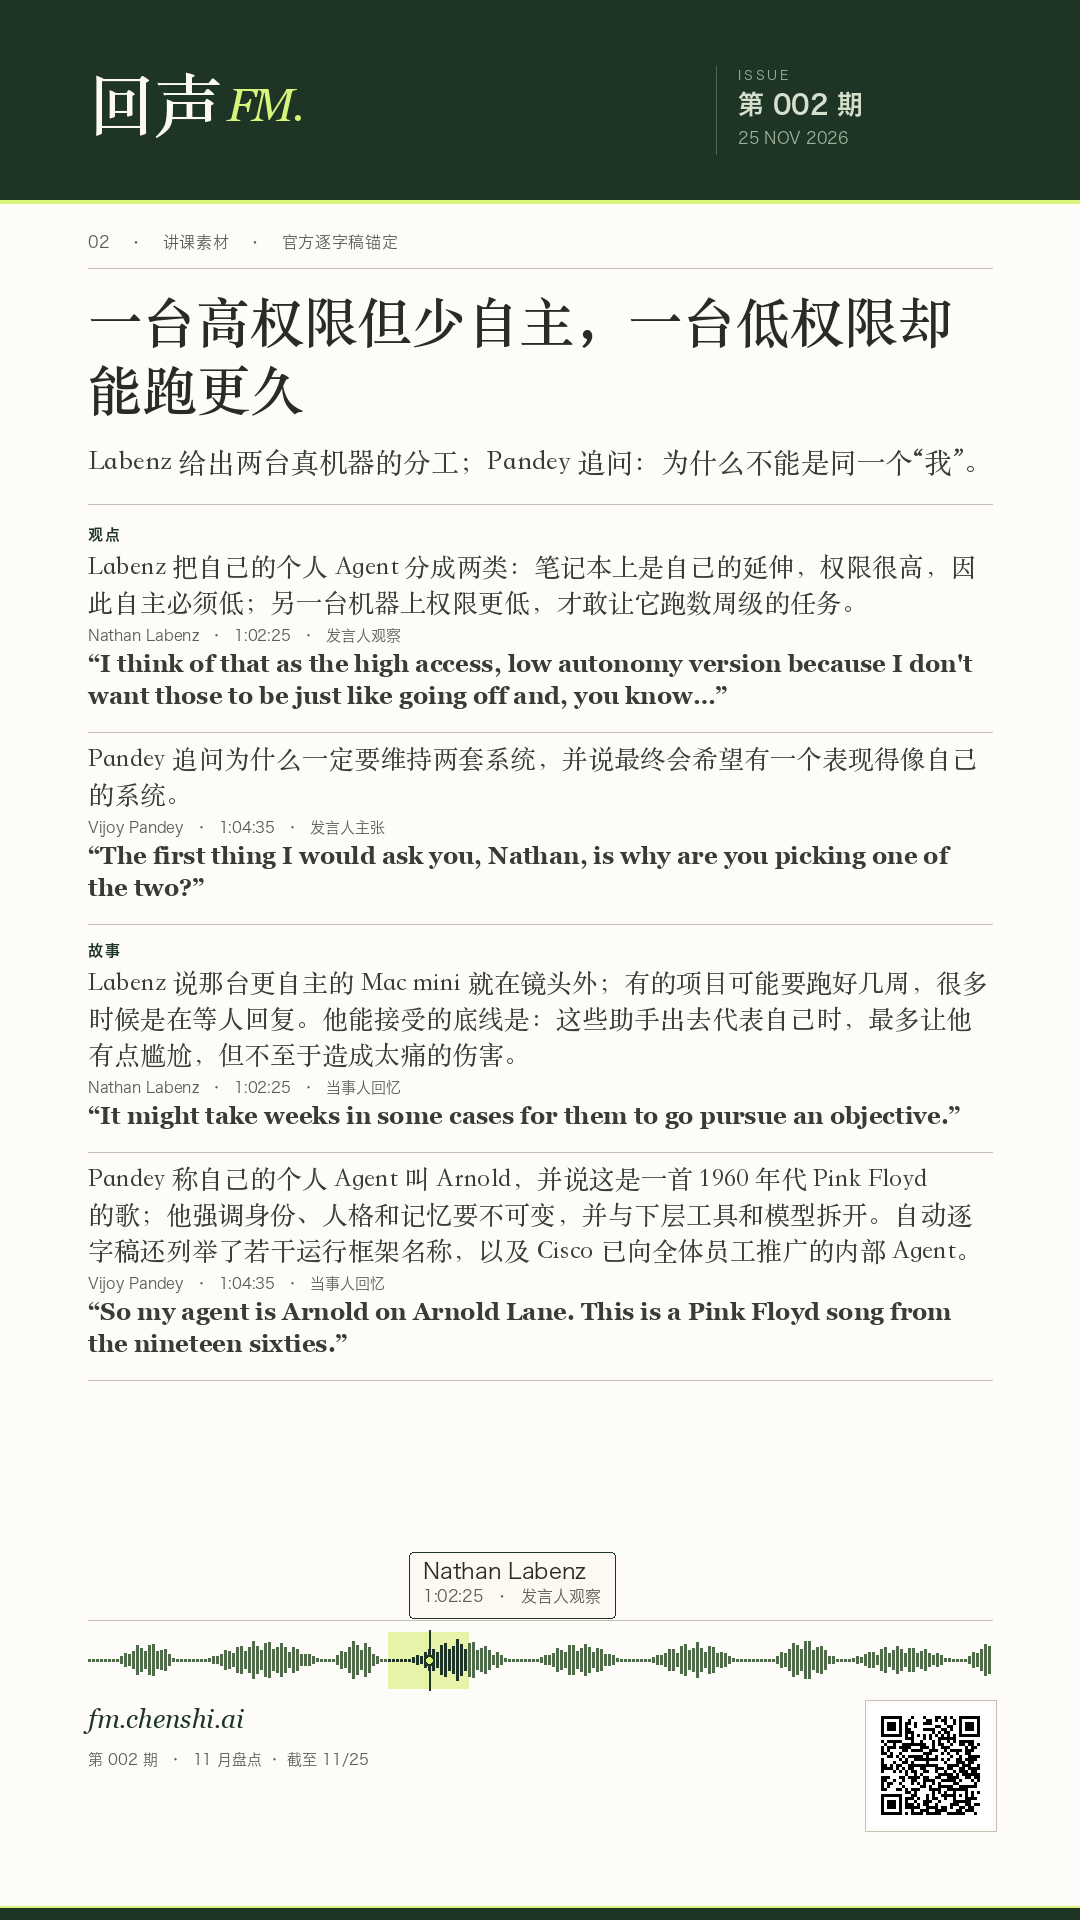 回声 FM.
ISSUE
第 002 期
25 NOV 2026
02 · 讲课素材 · 官方逐字稿锚定
一台高权限但少自主，一台低权限却
能跑更久
Labenz 给出两台真机器的分工；Pandey 追问：为什么不能是同一个“我”。
观点
Labenz 把自己的个人 Agent 分成两类：笔记本上是自己的延伸，权限很高，因
此自主必须低；另一台机器上权限更低，才敢让它跑数周级的任务。
Nathan Labenz · 1:02:25 · 发言人观察
“I think of that as the high access, low autonomy version because I don't
want those to be just like going off and, you know…”
Pandey 追问为什么一定要维持两套系统，并说最终会希望有一个表现得像自己
的系统。
Vijoy Pandey · 1:04:35 · 发言人主张
“The first thing I would ask you, Nathan, is why are you picking one of
the two?”
故事
Labenz 说那台更自主的 Mac mini 就在镜头外；有的项目可能要跑好几周，很多
时候是在等人回复。他能接受的底线是：这些助手出去代表自己时，最多让他
有点尴尬，但不至于造成太痛的伤害。
Nathan Labenz · 1:02:25 · 当事人回忆
“It might take weeks in some cases for them to go pursue an objective.”
Pandey 称自己的个人 Agent 叫 Arnold，并说这是一首 1960 年代 Pink Floyd
的歌；他强调身份、人格和记忆要不可变，并与下层工具和模型拆开。自动逐
字稿还列举了若干运行框架名称，以及 Cisco 已向全体员工推广的内部 Agent。
Vijoy Pandey · 1:04:35 · 当事人回忆
“So my agent is Arnold on Arnold Lane. This is a Pink Floyd song from
the nineteen sixties.”
Nathan Labenz
1:02:25 · 发言人观察
fm.chenshi.ai
第 002 期 · 11 月盘点 · 截至 11/25